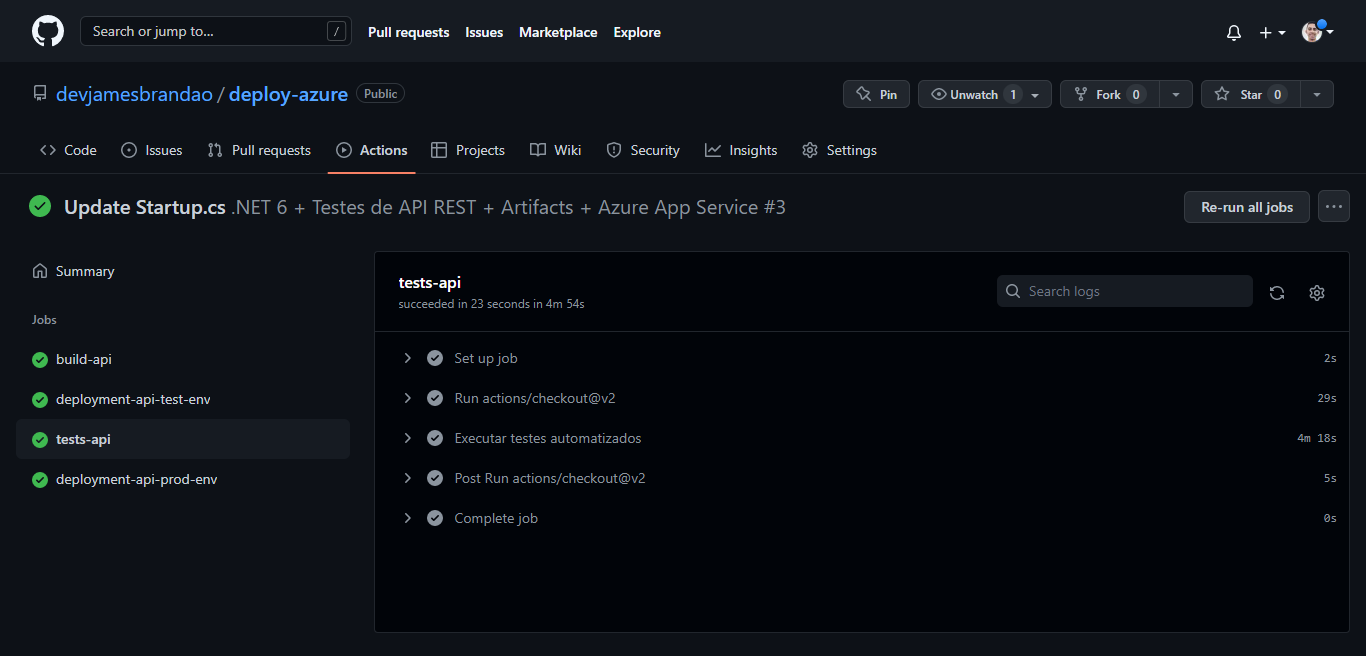 Search or jump to... /
Pull requests Issues Marketplace Explore
devjamesbrandao / deploy-azure Public
Pin Unwatch 1 Fork 0 Star 0
Code Issues Pull requests Actions Projects Wiki Security Insights Settings
Update Startup.cs .NET 6 + Testes de API REST + Artifacts + Azure App Service #3
Re-run all jobs ...
Summary
Jobs
build-api
deployment-api-test-env
tests-api
deployment-api-prod-env
tests-api
succeeded in 23 seconds in 4m 54s
Search logs
Set up job 2s
Run actions/checkout@v2 29s
Executar testes automatizados 4m 18s
Post Run actions/checkout@v2 5s
Complete job 0s